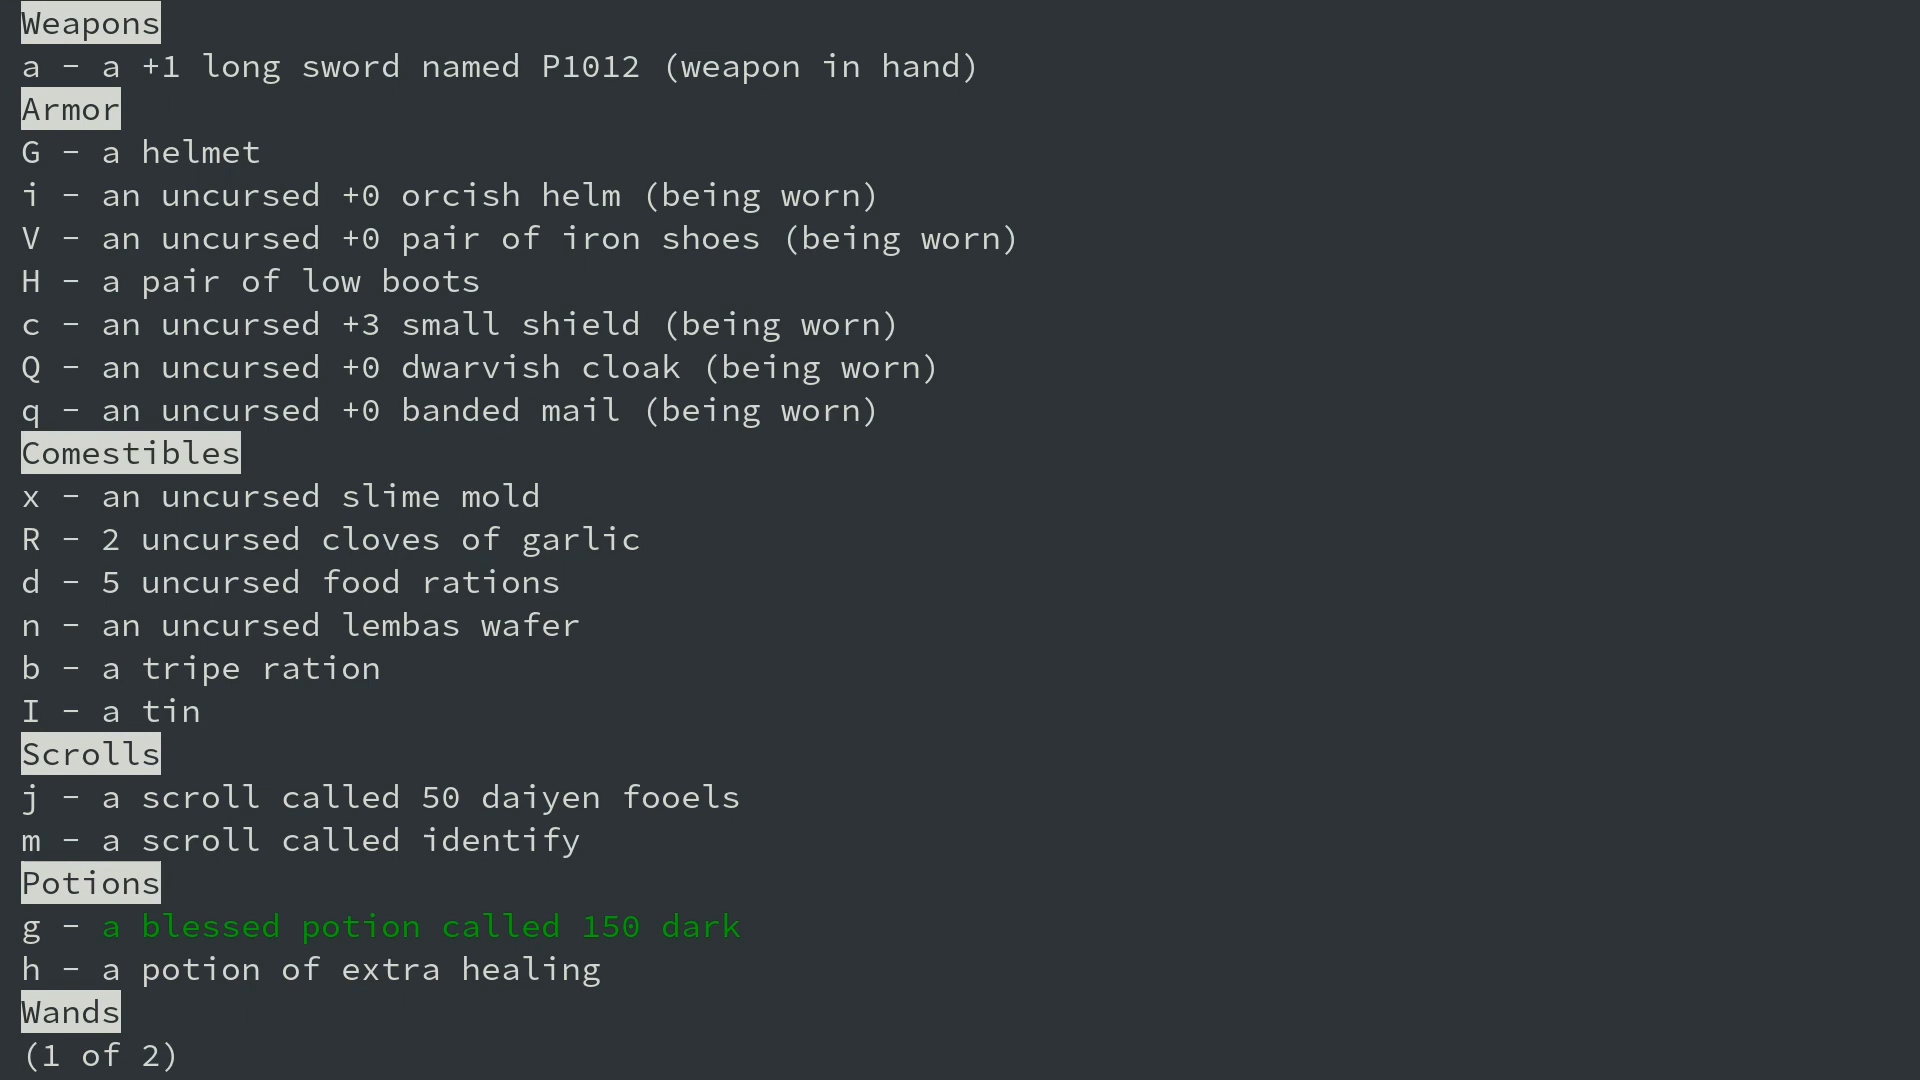 Weapons
a - a +1 long sword named P1012 (weapon in hand)
Armor
G - a helmet
i - an uncursed +0 orcish helm (being worn)
V - an uncursed +0 pair of iron shoes (being worn)
H - a pair of low boots
c - an uncursed +3 small shield (being worn)
Q - an uncursed +0 dwarvish cloak (being worn)
q - an uncursed +0 banded mail (being worn)
Comestibles
x - an uncursed slime mold
R - 2 uncursed cloves of garlic
d - 5 uncursed food rations
n - an uncursed lembas wafer
b - a tripe ration
I - a tin
Scrolls
j - a scroll called 50 daiyen fooels
m - a scroll called identify
Potions
g - a blessed potion called 150 dark
h - a potion of extra healing
Wands
(1 of 2)